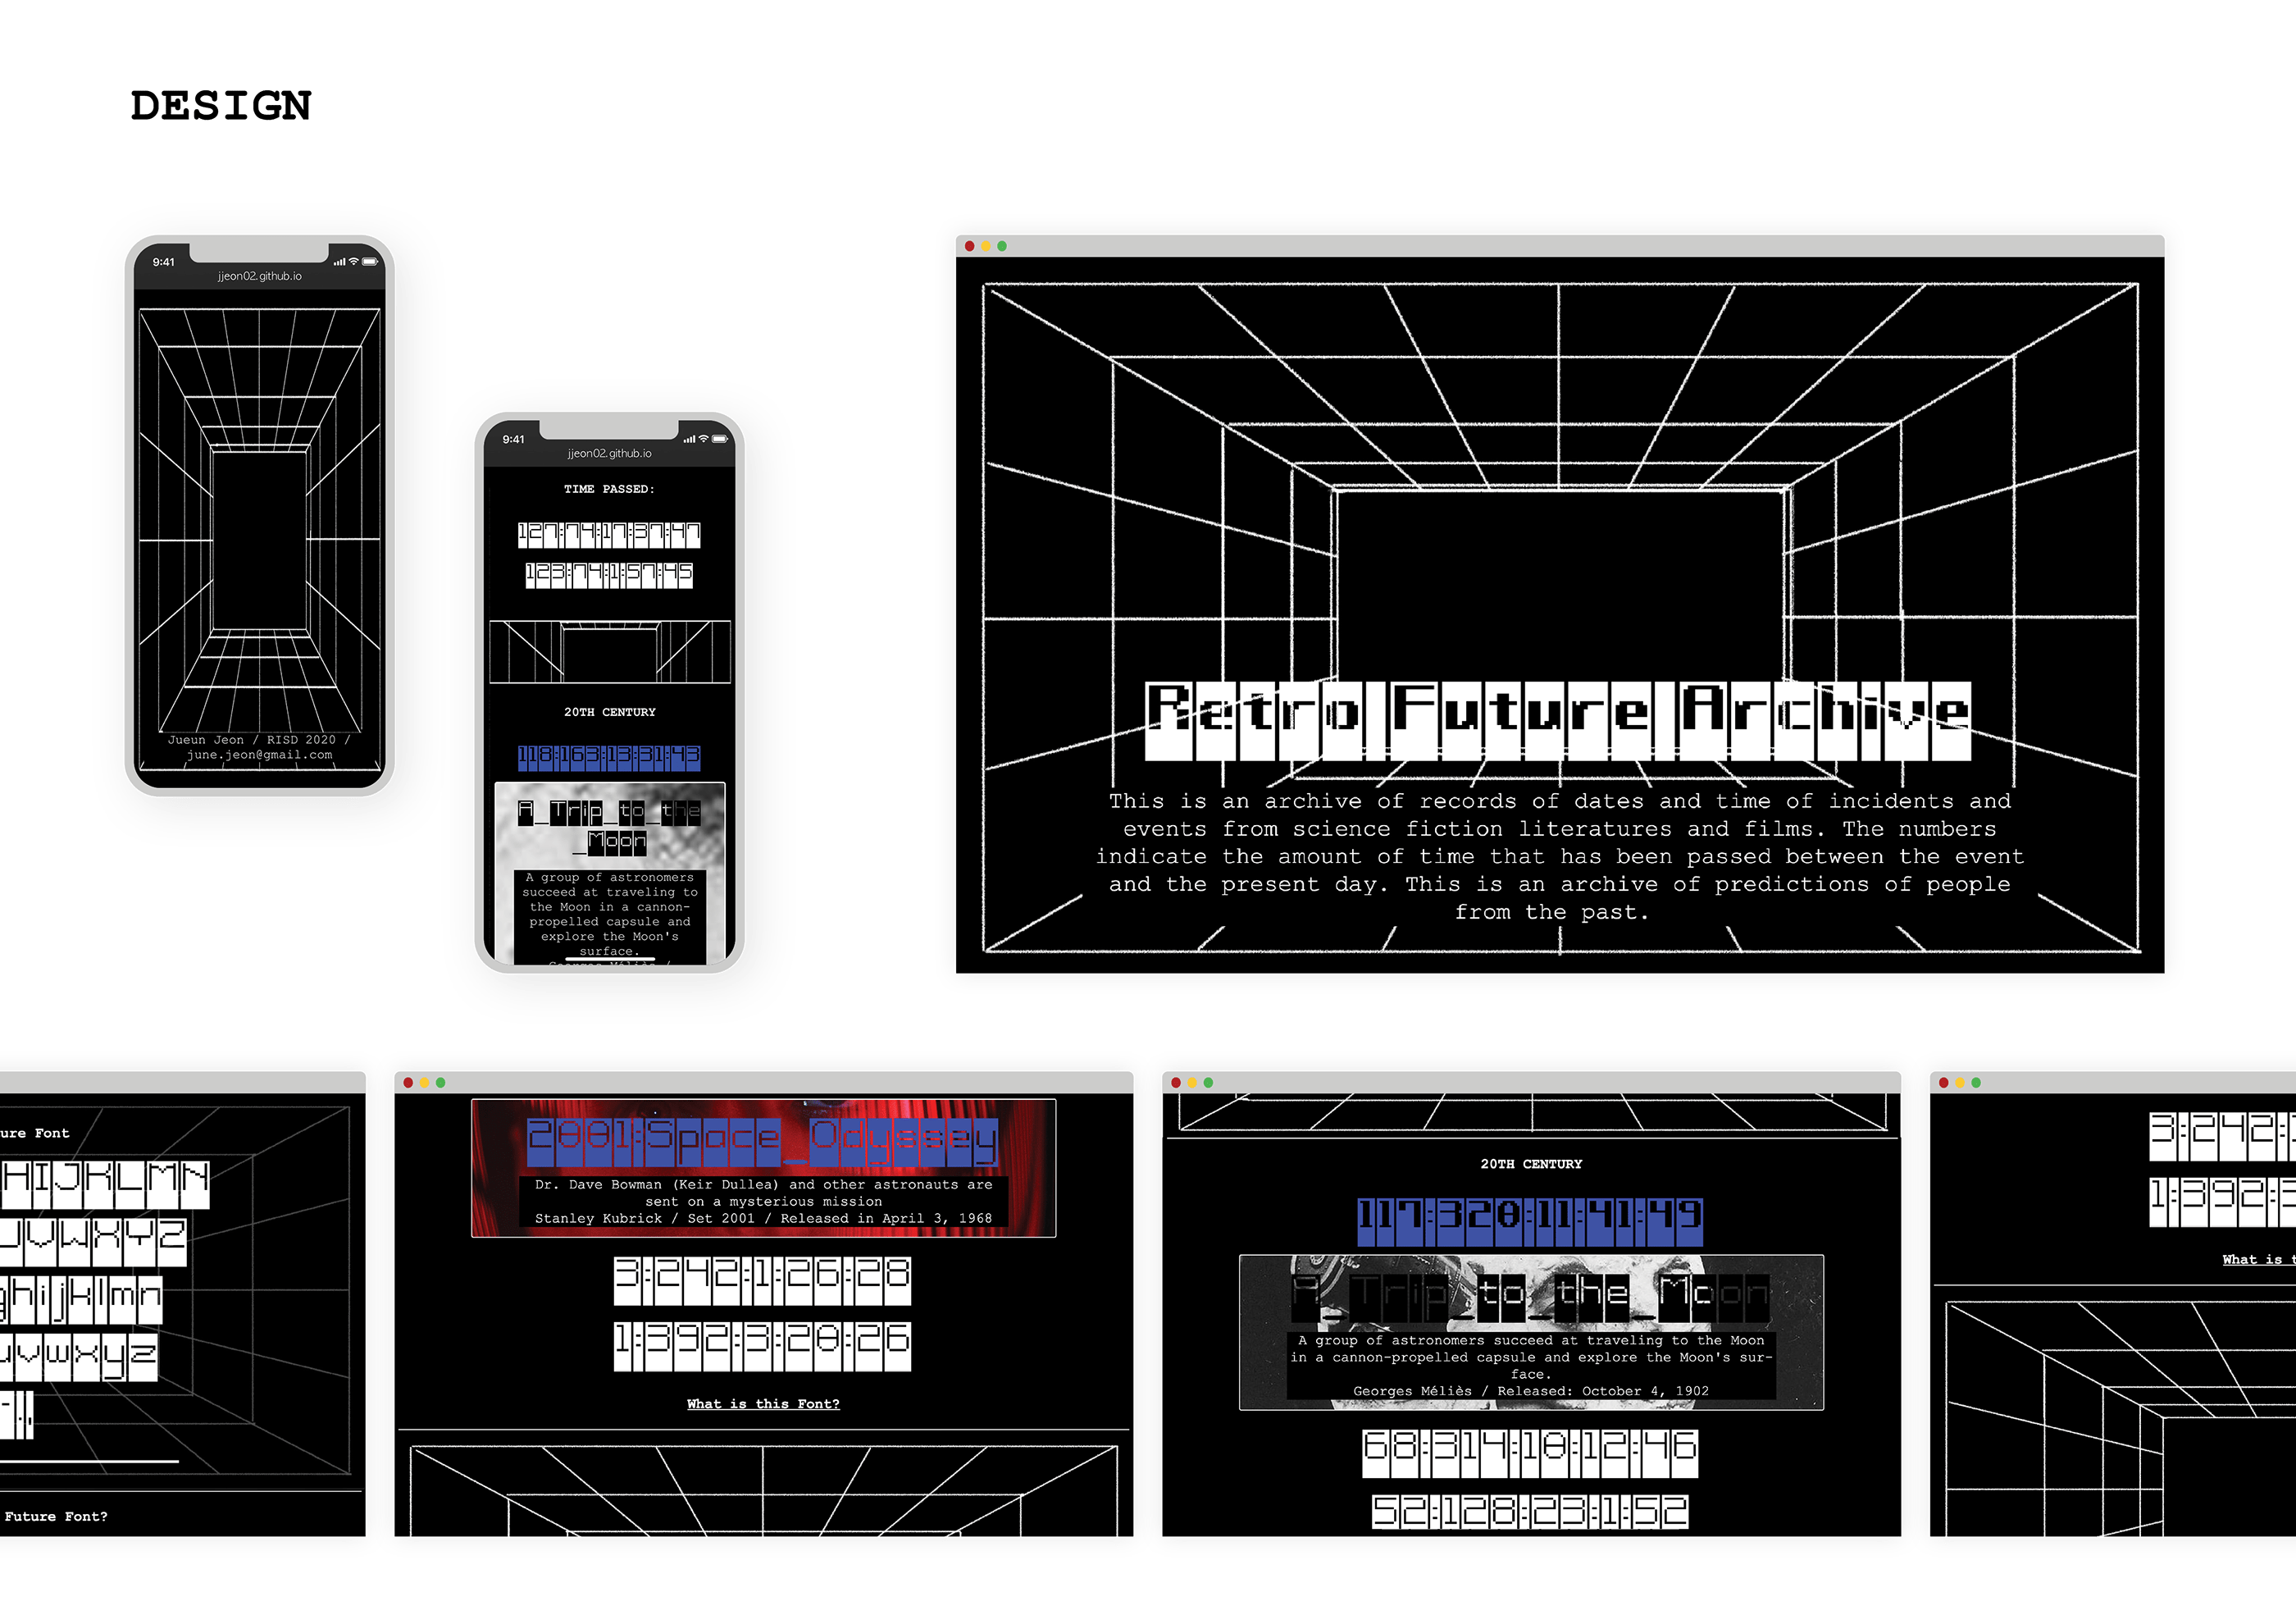 DESIGN
9:41
jjeon02.github.io
Jueun Jeon / RISD 2020 /
june.jeon@gmail.com
9:41
jjeon02.github.io
TIME PASSED:
127:74:17:37:47
123:74:1:57:45
20TH CENTURY
118:163:13:31:43
A_Trip_to_the
_Moon
A group of astronomers
succeed at traveling to
the Moon in a cannon-
propelled capsule and
explore the Moon's
surface.
Georges Méliès /
Retro Future Archive
This is an archive of records of dates and time of incidents and
events from science fiction literatures and films. The numbers
indicate the amount of time that has been passed between the event
and the present day. This is an archive of predictions of people
from the past.
ure Font
HIJKLMN
UVWXYZ
ghijklmn
uvwxyz
Future Font?
2001:Space_Odyssey
Dr. Dave Bowman (Keir Dullea) and other astronauts are
sent on a mysterious mission
Stanley Kubrick / Set 2001 / Released in April 3, 1968
3:242:1:26:28
1:392:3:20:26
What is this Font?
20TH CENTURY
117:320:11:41:49
A_Trip_to_the_Moon
A group of astronomers succeed at traveling to the Moon
in a cannon-propelled capsule and explore the Moon's sur-
face.
Georges Méliès / Released: October 4, 1902
68:314:10:12:46
52:128:23:1:52
3:242:1
1:392:3
What is t